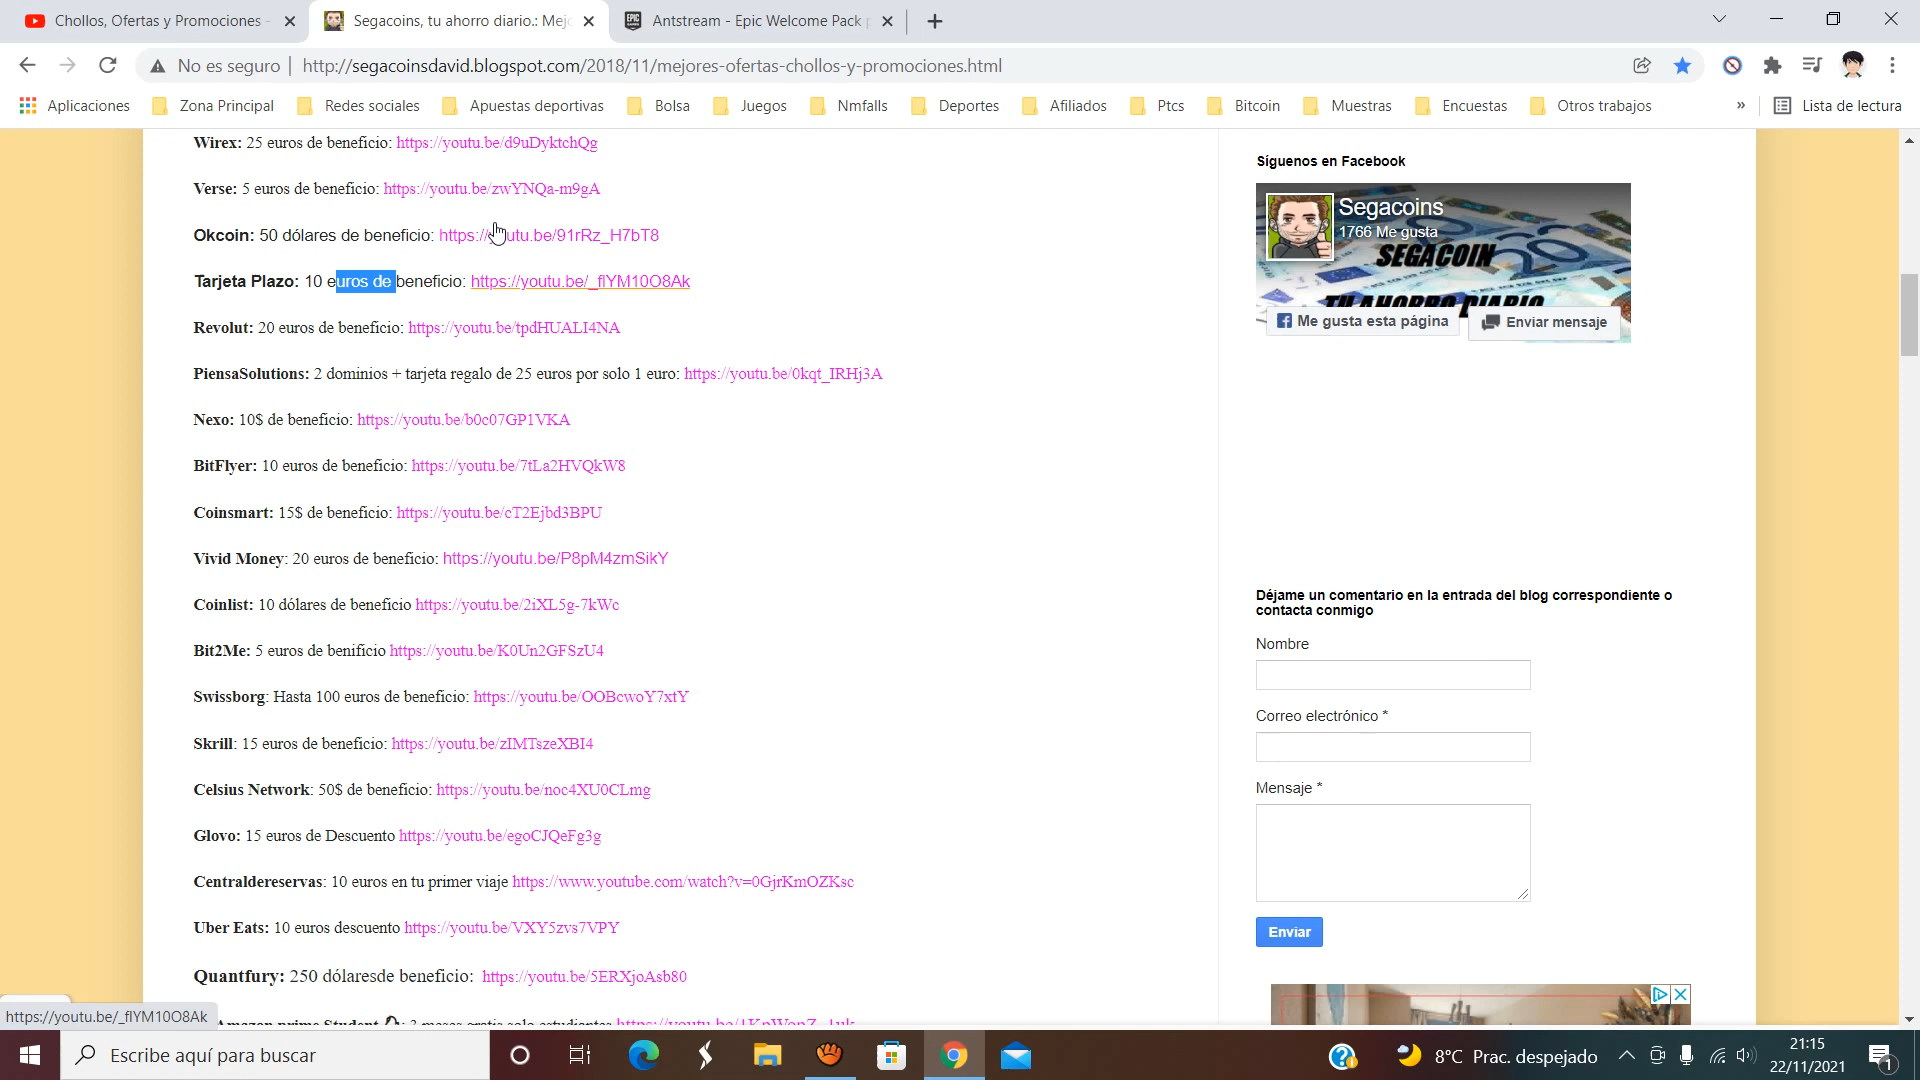 Chollos, Ofertas y Promociones -
Segacoins, tu ahorro diario.: Mej
Antstream - Epic Welcome Pack p
No es seguro
http://segacoinsdavid.blogspot.com/2018/11/mejores-ofertas-chollos-y-promociones.html
Aplicaciones
Zona Principal
Redes sociales
Apuestas deportivas
Bolsa
Juegos
Nmfalls
Deportes
Afiliados
Ptcs
Bitcoin
Muestras
Encuestas
Otros trabajos
»
Lista de lectura
Wirex: 25 euros de beneficio: https://youtu.be/d9uDyktchQg
Verse: 5 euros de beneficio: https://youtu.be/zwYNQa-m9gA
Okcoin: 50 dólares de beneficio: https://youtu.be/91rRz_H7bT8
Tarjeta Plazo: 10 euros de beneficio: https://youtu.be/_flYM10O8Ak
Revolut: 20 euros de beneficio: https://youtu.be/tpdHUALI4NA
PiensaSolutions: 2 dominios + tarjeta regalo de 25 euros por solo 1 euro: https://youtu.be/0kqt_IRHj3A
Nexo: 10$ de beneficio: https://youtu.be/b0c07GP1VKA
BitFlyer: 10 euros de beneficio: https://youtu.be/7tLa2HVQkW8
Coinsmart: 15$ de beneficio: https://youtu.be/cT2Ejbd3BPU
Vivid Money: 20 euros de beneficio: https://youtu.be/P8pM4zmSikY
Coinlist: 10 dólares de beneficio https://youtu.be/2iXL5g-7kWc
Bit2Me: 5 euros de benificio https://youtu.be/K0Un2GFSzU4
Swissborg: Hasta 100 euros de beneficio: https://youtu.be/OOBcwoY7xtY
Skrill: 15 euros de beneficio: https://youtu.be/zIMTszeXBI4
Celsius Network: 50$ de beneficio: https://youtu.be/noc4XU0CLmg
Glovo: 15 euros de Descuento https://youtu.be/egoCJQeFg3g
Centraldereservas: 10 euros en tu primer viaje https://www.youtube.com/watch?v=0GjrKmOZKsc
Uber Eats: 10 euros descuento https://youtu.be/VXY5zvs7VPY
Quantfury: 250 dólaresde beneficio: https://youtu.be/5ERXjoAsb80
Amazon prime Student : 3 meses gratis solo estudiantes
https://youtu.be/_flYM10O8Ak
Síguenos en Facebook
Segacoins
1766 Me gusta
SEGACOIN
TU AHORRO DIARIO
Me gusta esta página
Enviar mensaje
Déjame un comentario en la entrada del blog correspondiente o
contacta conmigo
Nombre
Correo electrónico *
Mensaje *
Enviar
Escribe aquí para buscar
8°C Prac. despejado
21:15
22/11/2021
1